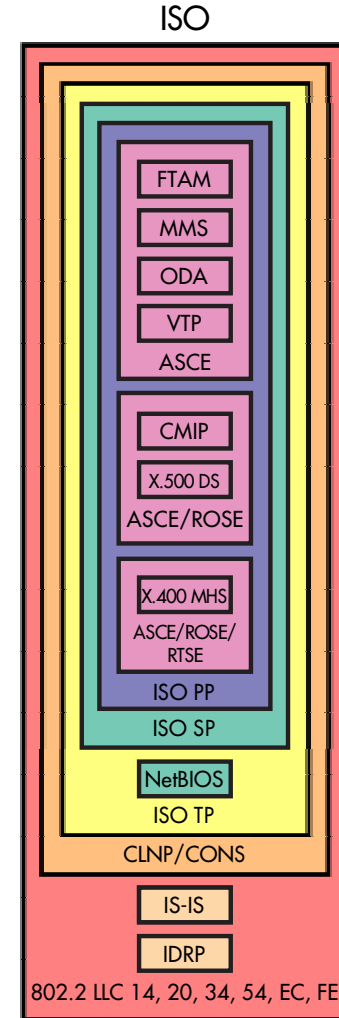 ISO
FTAM
MMS
ODA
VTP
ASCE
CMIP
X.500 DS
ASCE/ROSE
X.400 MHS
ASCE/ROSE/
RTSE
ISO PP
ISO SP
NetBIOS
ISO TP
CLNP/CONS
IS-IS
IDRP
802.2 LLC 14, 20, 34, 54, EC, FE